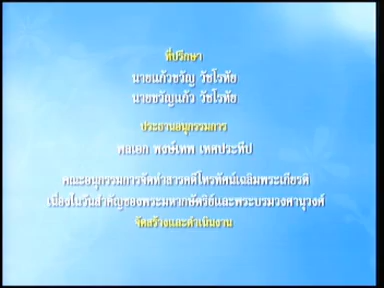 ที่ปรึกษา
นายแก้วขวัญ วัชโรทัย
นายขวัญแก้ว วัชโรทัย
ประธานอนุกรรมการ
พลเอก พงษ์เทพ เทศประทีป
คณะอนุกรรมการจัดทำสารคดีโทรทัศน์เฉลิมพระเกียรติ
เนื่องในวันสำคัญของพระมหากษัตริย์และพระบรมวงศานุวงศ์
จัดสร้างและดำเนินงาน